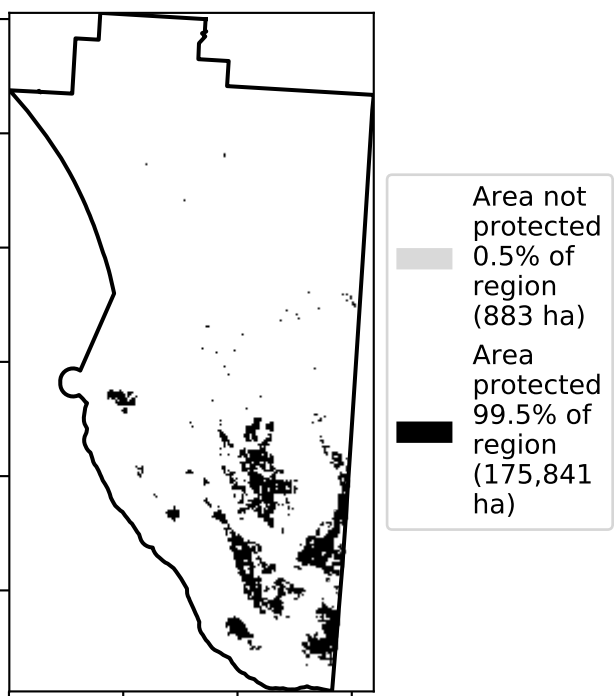 Area not
protected
0.5% of
region
(883 ha)
Area
protected
99.5% of
region
(175,841
ha)